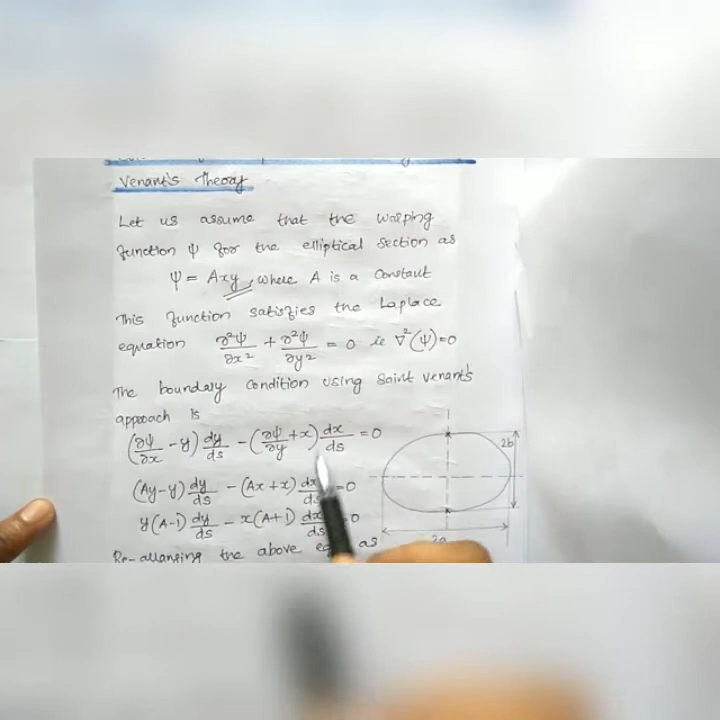 Venant's Theory
Let us assume that the warping
function ψ for the elliptical section as
ψ = Axy, where A is a constant
This function satisfies the Laplace
equation ∂²ψ/∂x² + ∂²ψ/∂y² = 0 ie ∇²(ψ)=0
The boundary condition using Saint Venant's
approach is
(∂ψ/∂x - y) dy/ds - (∂ψ/∂y + x) dx/ds = 0
(Ay-y) dy/ds - (Ax+x) dx/ds = 0
y(A-1) dy/ds - x(A+1) dx/ds = 0
Re-arranging the above eqn as
2b
2a